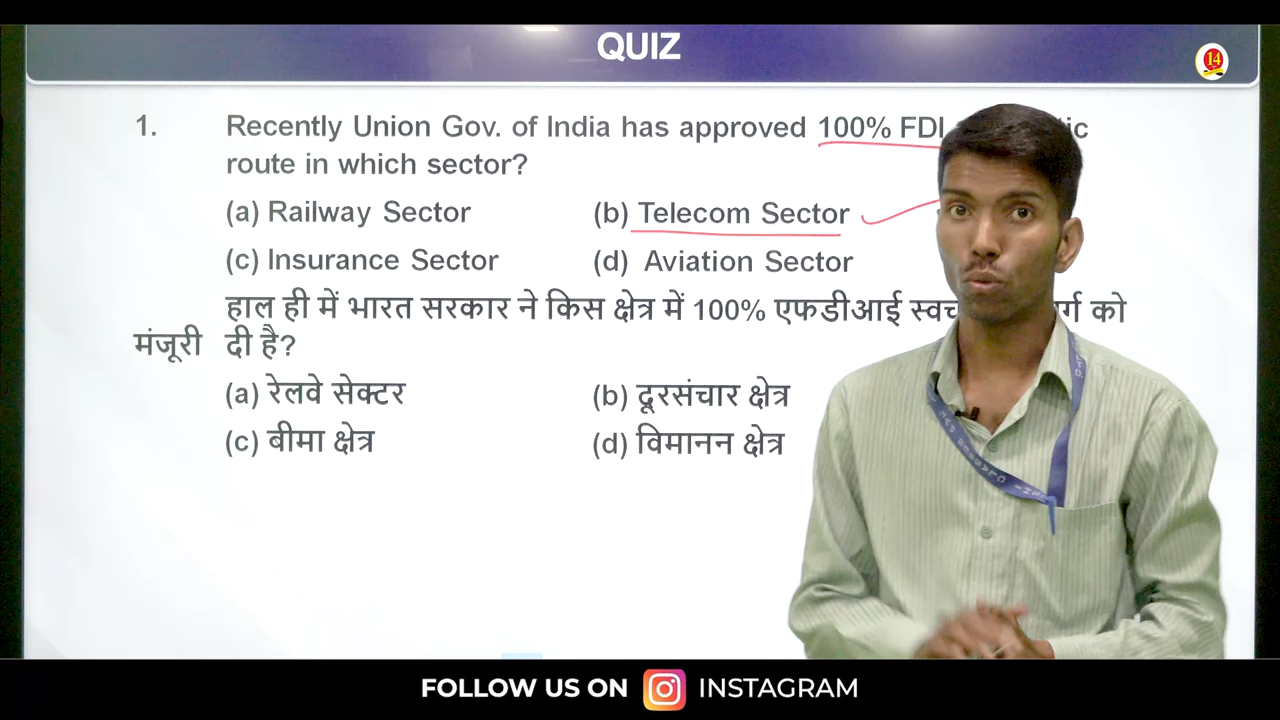 QUIZ
14
1. Recently Union Gov. of India has approved 100% FDI
route in which sector?
(a) Railway Sector (b) Telecom Sector
(c) Insurance Sector (d) Aviation Sector
हाल ही में भारत सरकार ने किस क्षेत्र में 100% एफडीआई को
मंजूरी दी है?
(a) रेलवे सेक्टर (b) दूरसंचार क्षेत्र
(c) बीमा क्षेत्र (d) विमानन क्षेत्र
FOLLOW US ON INSTAGRAM